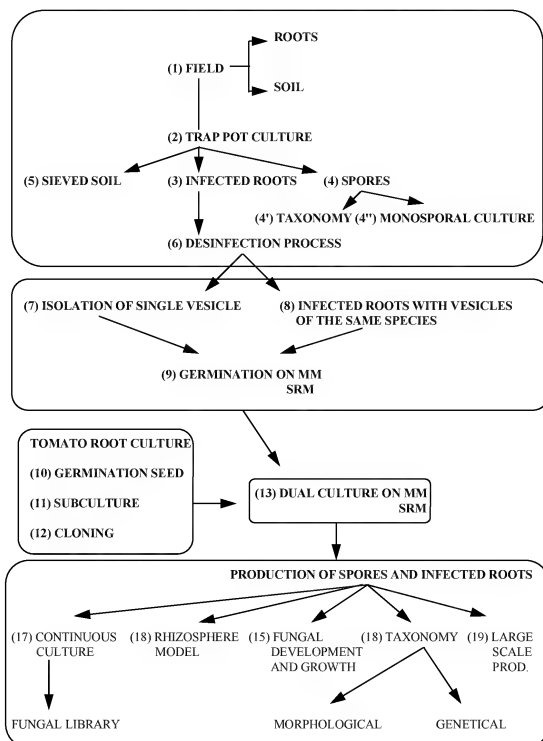 ROOTS
(1) FIELD
SOIL
(2) TRAP POT CULTURE
(5) SIEVED SOIL (3) INFECTED ROOTS (4) SPORES
(4') TAXONOMY (4'') MONOSPORAL CULTURE
(6) DESINFECTION PROCESS
(7) ISOLATION OF SINGLE VESICLE
(8) INFECTED ROOTS WITH VESICLES
OF THE SAME SPECIES
(9) GERMINATION ON MM
SRM
TOMATO ROOT CULTURE
(10) GERMINATION SEED
(11) SUBCULTURE
(12) CLONING
(13) DUAL CULTURE ON MM
SRM
PRODUCTION OF SPORES AND INFECTED ROOTS
(17) CONTINUOUS
CULTURE
(18) RHIZOSPHERE
MODEL
(15) FUNGAL
DEVELOPMENT
AND GROWTH
(18) TAXONOMY
(19) LARGE
SCALE
PROD.
FUNGAL LIBRARY
MORPHOLOGICAL
GENETICAL